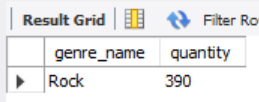 Result Grid Filter Ro
genre_name quantity
Rock 390